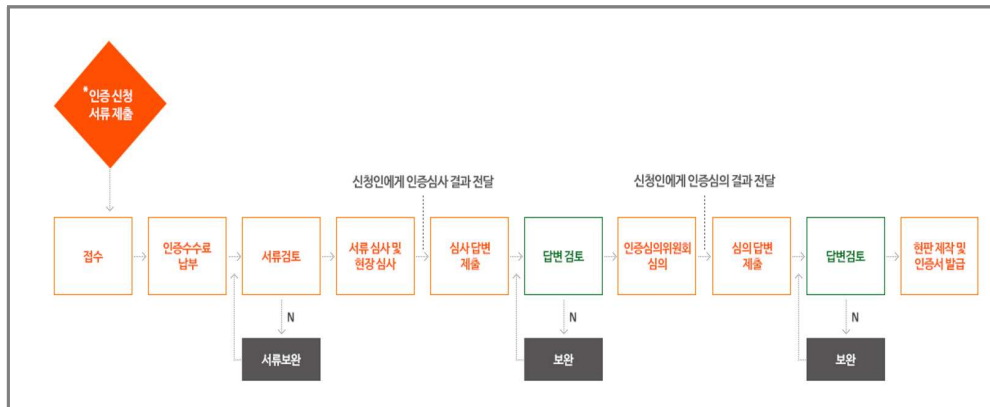 *인증 신청
서류 제출
신청인에게 인증심사 결과 전달
신청인에게 인증심의 결과 전달
접수
인증수수료
납부
서류검토
서류 심사 및
현장 심사
심사 답변
제출
답변 검토
인증심의위원회
심의
심의 답변
제출
답변검토
현판 제작 및
인증서 발급
N
N
N
서류보완
보완
보완